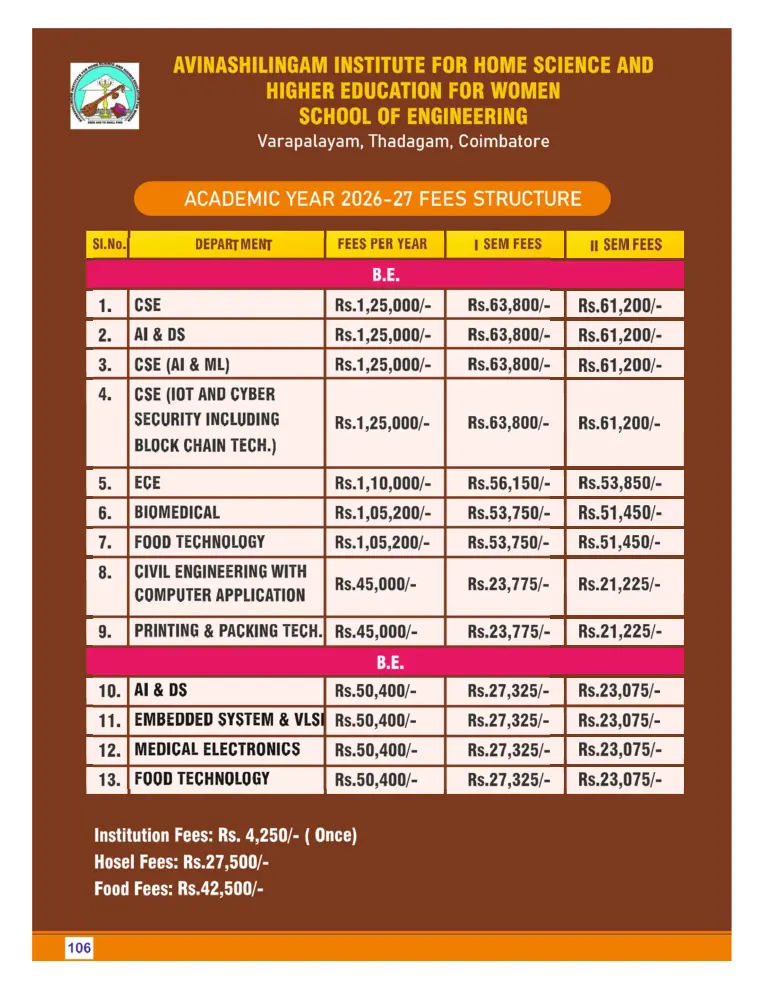 AVINASHILINGAM INSTITUTE FOR HOME SCIENCE AND
HIGHER EDUCATION FOR WOMEN
SCHOOL OF ENGINEERING
Varapalayam, Thadagam, Coimbatore
ACADEMIC YEAR 2026-27 FEES STRUCTURE
Sl.No. DEPARTMENT FEES PER YEAR I SEM FEES II SEM FEES
B.E.
1. CSE Rs.1,25,000/- Rs.63,800/- Rs.61,200/-
2. AI & DS Rs.1,25,000/- Rs.63,800/- Rs.61,200/-
3. CSE (AI & ML) Rs.1,25,000/- Rs.63,800/- Rs.61,200/-
4. CSE (IOT AND CYBER
SECURITY INCLUDING Rs.1,25,000/- Rs.63,800/- Rs.61,200/-
BLOCK CHAIN TECH.)
5. ECE Rs.1,10,000/- Rs.56,150/- Rs.53,850/-
6. BIOMEDICAL Rs.1,05,200/- Rs.53,750/- Rs.51,450/-
7. FOOD TECHNOLOGY Rs.1,05,200/- Rs.53,750/- Rs.51,450/-
8. CIVIL ENGINEERING WITH Rs.45,000/- Rs.23,775/- Rs.21,225/-
COMPUTER APPLICATION
9. PRINTING & PACKING TECH. Rs.45,000/- Rs.23,775/- Rs.21,225/-
B.E.
10. AI & DS Rs.50,400/- Rs.27,325/- Rs.23,075/-
11. EMBEDDED SYSTEM & VLSI Rs.50,400/- Rs.27,325/- Rs.23,075/-
12. MEDICAL ELECTRONICS Rs.50,400/- Rs.27,325/- Rs.23,075/-
13. FOOD TECHNOLOGY Rs.50,400/- Rs.27,325/- Rs.23,075/-
Institution Fees: Rs. 4,250/- ( Once)
Hosel Fees: Rs.27,500/-
Food Fees: Rs.42,500/-
106